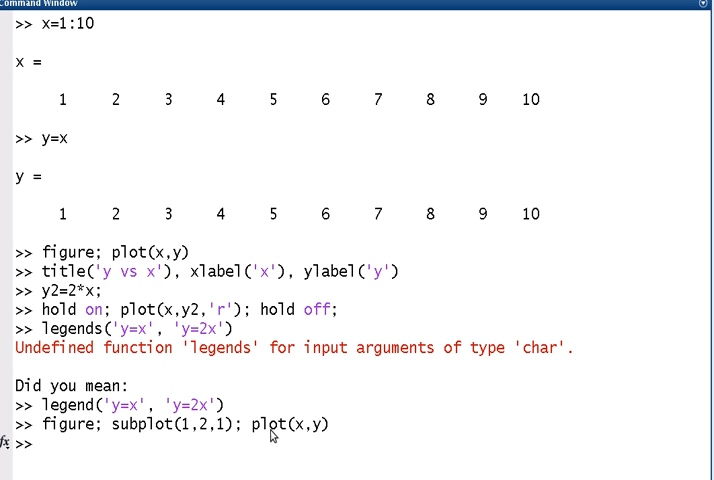 Command Window
>> x=1:10
x =
1 2 3 4 5 6 7 8 9 10
>> y=x
y =
1 2 3 4 5 6 7 8 9 10
>> figure; plot(x,y)
>> title('y vs x'), xlabel('x'), ylabel('y')
>> y2=2*x;
>> hold on; plot(x,y2,'r'); hold off;
>> legends('y=x', 'y=2x')
Undefined function 'legends' for input arguments of type 'char'.
Did you mean:
>> legend('y=x', 'y=2x')
>> figure; subplot(1,2,1); plot(x,y)
fx >>